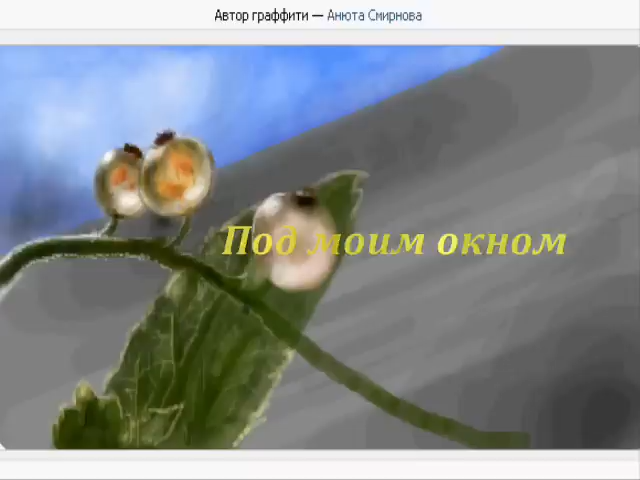 Автор граффити — Анюта Смирнова
Под моим окном